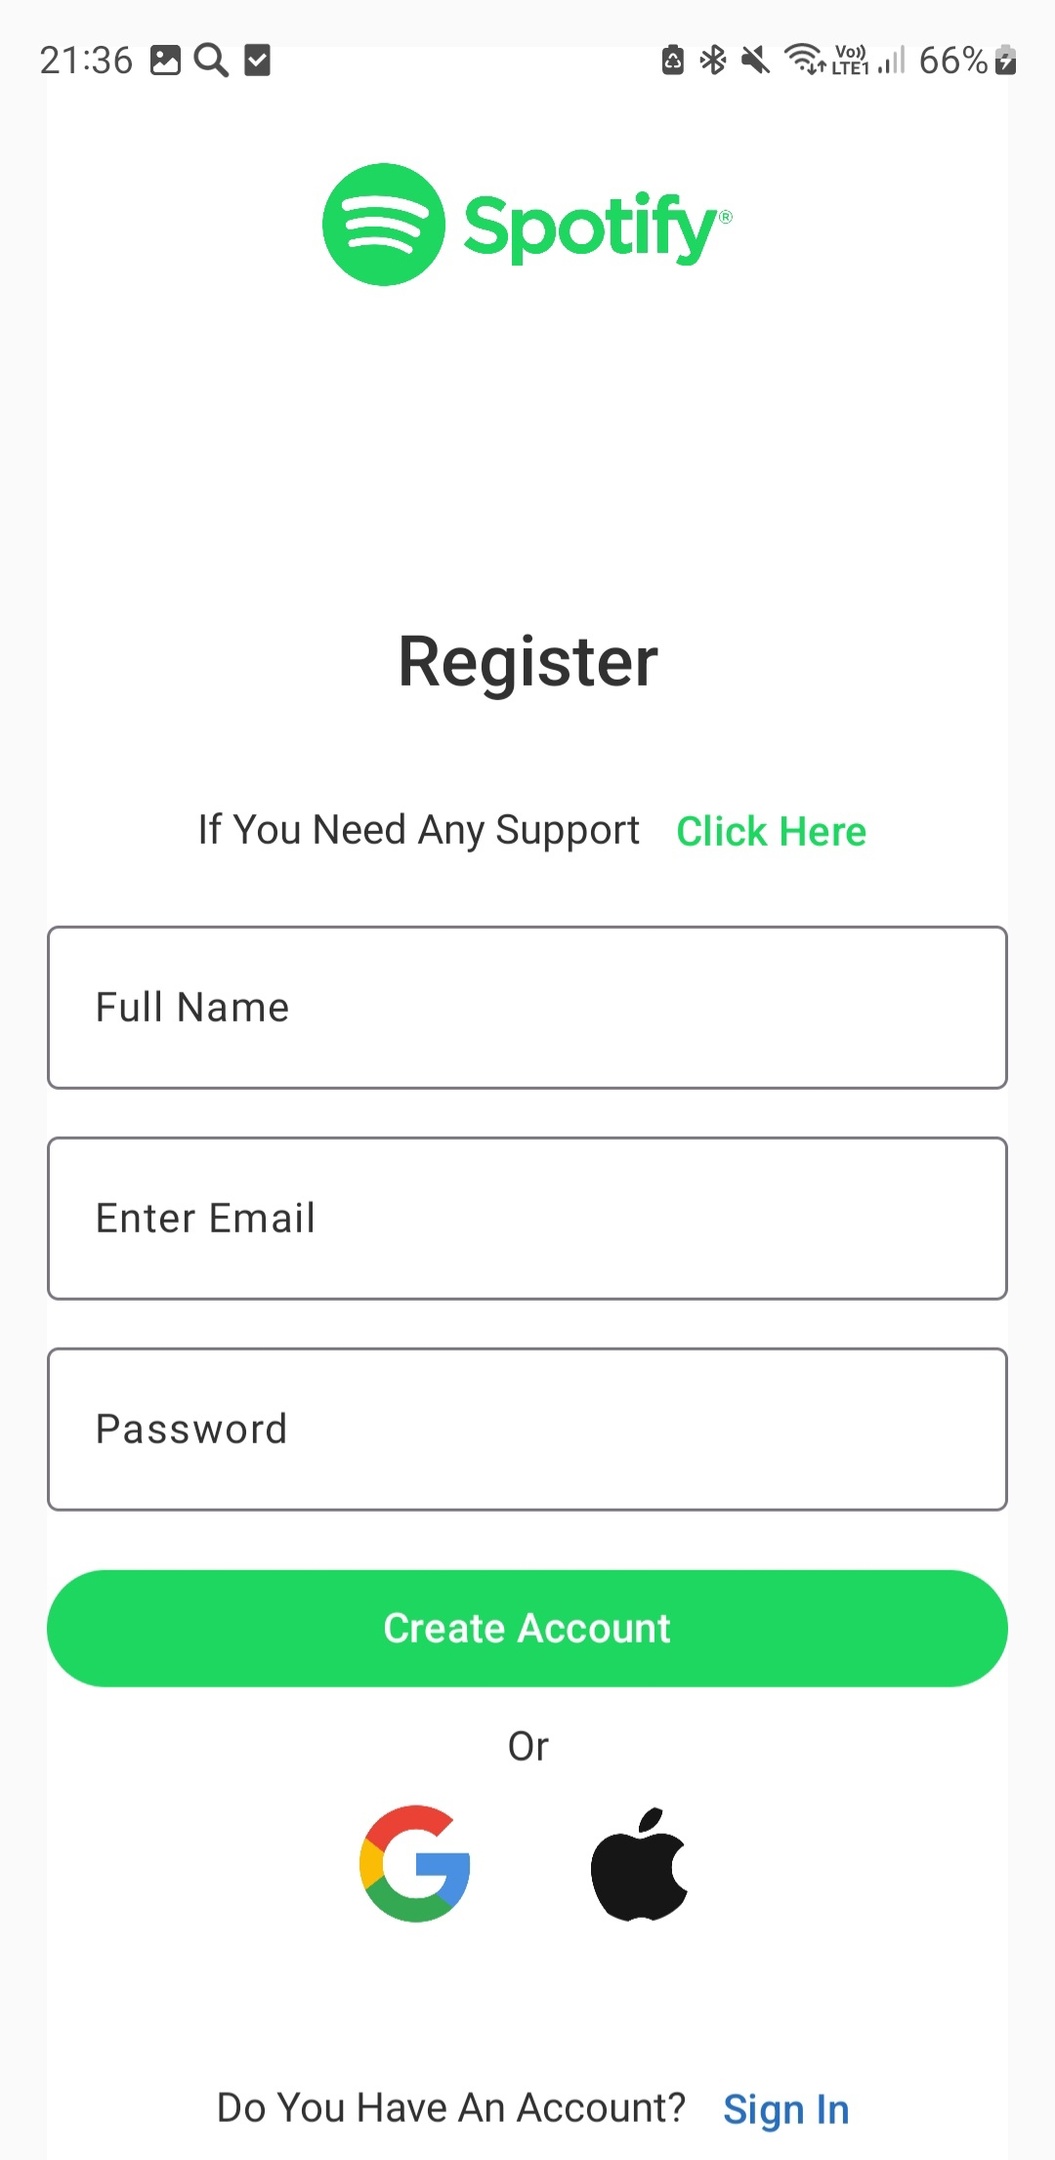 21:36 Vo)) LTE1 66%
Spotify®
Register
If You Need Any Support Click Here
Full Name
Enter Email
Password
Create Account
Or
Do You Have An Account? Sign In